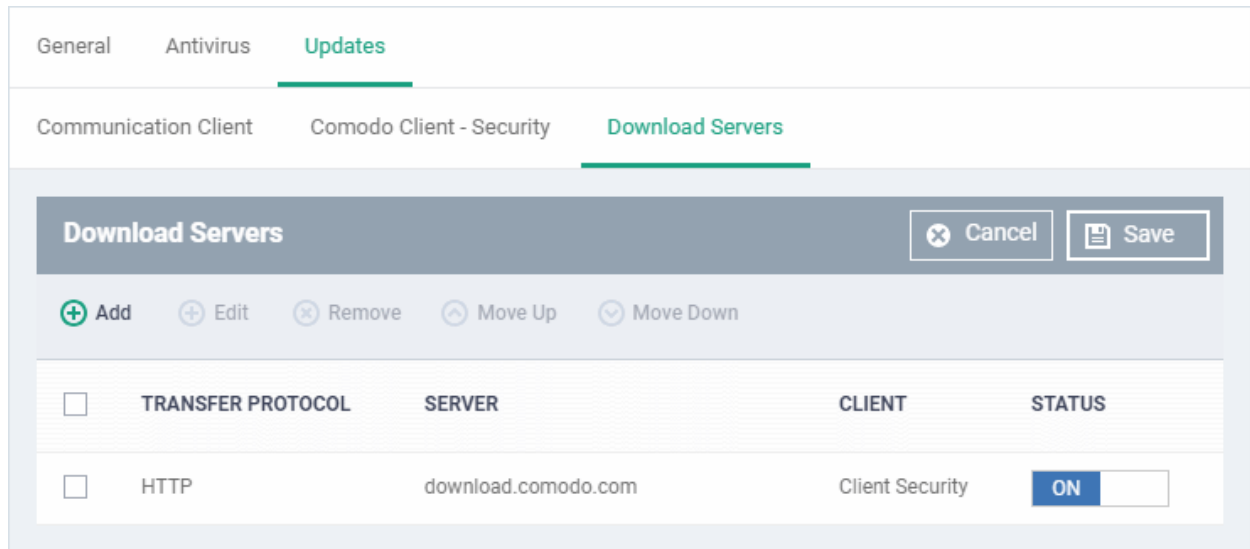 General Antivirus Updates
Communication Client Comodo Client - Security Download Servers
Download Servers Cancel Save
Add Edit Remove Move Up Move Down
TRANSFER PROTOCOL SERVER CLIENT STATUS
HTTP download.comodo.com Client Security ON